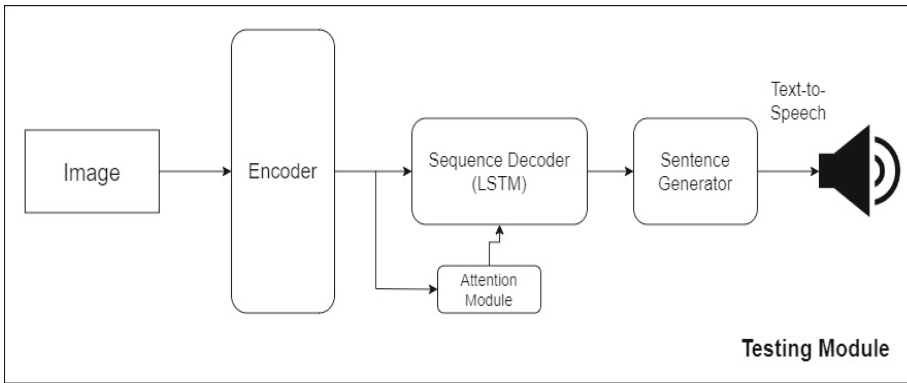 Image
Encoder
Sequence Decoder
(LSTM)
Attention
Module
Sentence
Generator
Text-to-
Speech
Testing Module